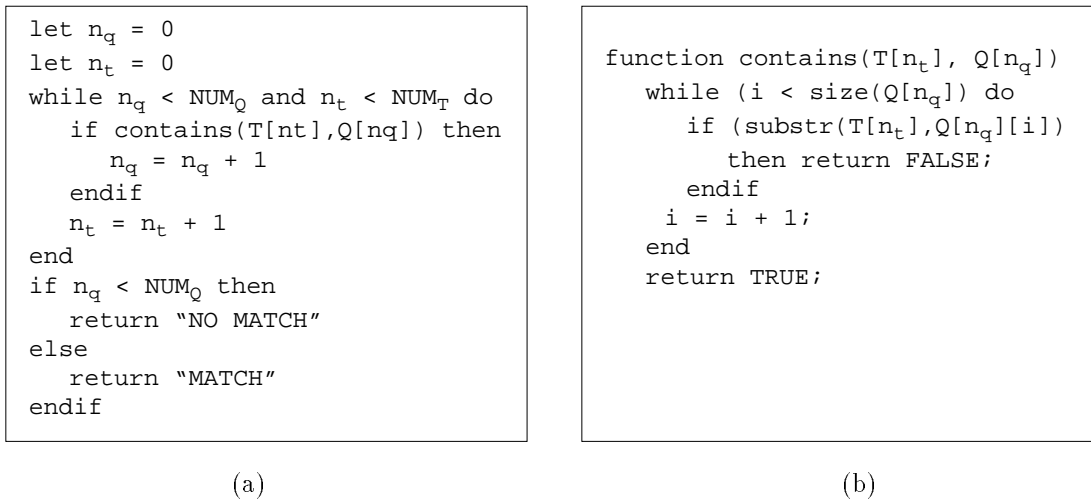 let n_q = 0
let n_t = 0
while n_q < NUM_Q and n_t < NUM_T do
if contains(T[nt],Q[nq]) then
n_q = n_q + 1
endif
n_t = n_t + 1
end
if n_q < NUM_Q then
return “NO MATCH”
else
return “MATCH”
endif
(a)
function contains(T[n_t], Q[n_q])
while (i < size(Q[n_q]) do
if (substr(T[n_t],Q[n_q][i])
then return FALSE;
endif
i = i + 1;
end
return TRUE;
(b)